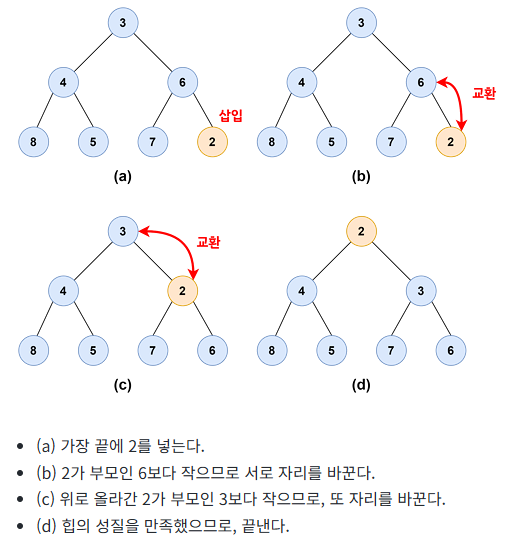 3
4 6
삽입
8 5 7 2
(a)
3
4 6
교환
8 5 7 2
(b)
3
교환
4 2
8 5 7 6
(c)
2
4 3
8 5 7 6
(d)
• (a) 가장 끝에 2를 넣는다.
• (b) 2가 부모인 6보다 작으므로 서로 자리를 바꾼다.
• (c) 위로 올라간 2가 부모인 3보다 작으므로, 또 자리를 바꾼다.
• (d) 힙의 성질을 만족했으므로, 끝낸다.